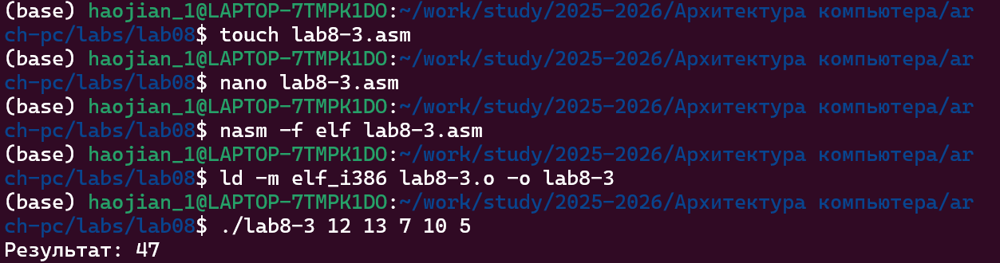 (base) haojian_1@LAPTOP-7TMPK1DO:~/work/study/2025-2026/Архитектура компьютера/ar
ch-pc/labs/lab08$ touch lab8-3.asm
(base) haojian_1@LAPTOP-7TMPK1DO:~/work/study/2025-2026/Архитектура компьютера/ar
ch-pc/labs/lab08$ nano lab8-3.asm
(base) haojian_1@LAPTOP-7TMPK1DO:~/work/study/2025-2026/Архитектура компьютера/ar
ch-pc/labs/lab08$ nasm -f elf lab8-3.asm
(base) haojian_1@LAPTOP-7TMPK1DO:~/work/study/2025-2026/Архитектура компьютера/ar
ch-pc/labs/lab08$ ld -m elf_i386 lab8-3.o -o lab8-3
(base) haojian_1@LAPTOP-7TMPK1DO:~/work/study/2025-2026/Архитектура компьютера/ar
ch-pc/labs/lab08$ ./lab8-3 12 13 7 10 5
Результат: 47